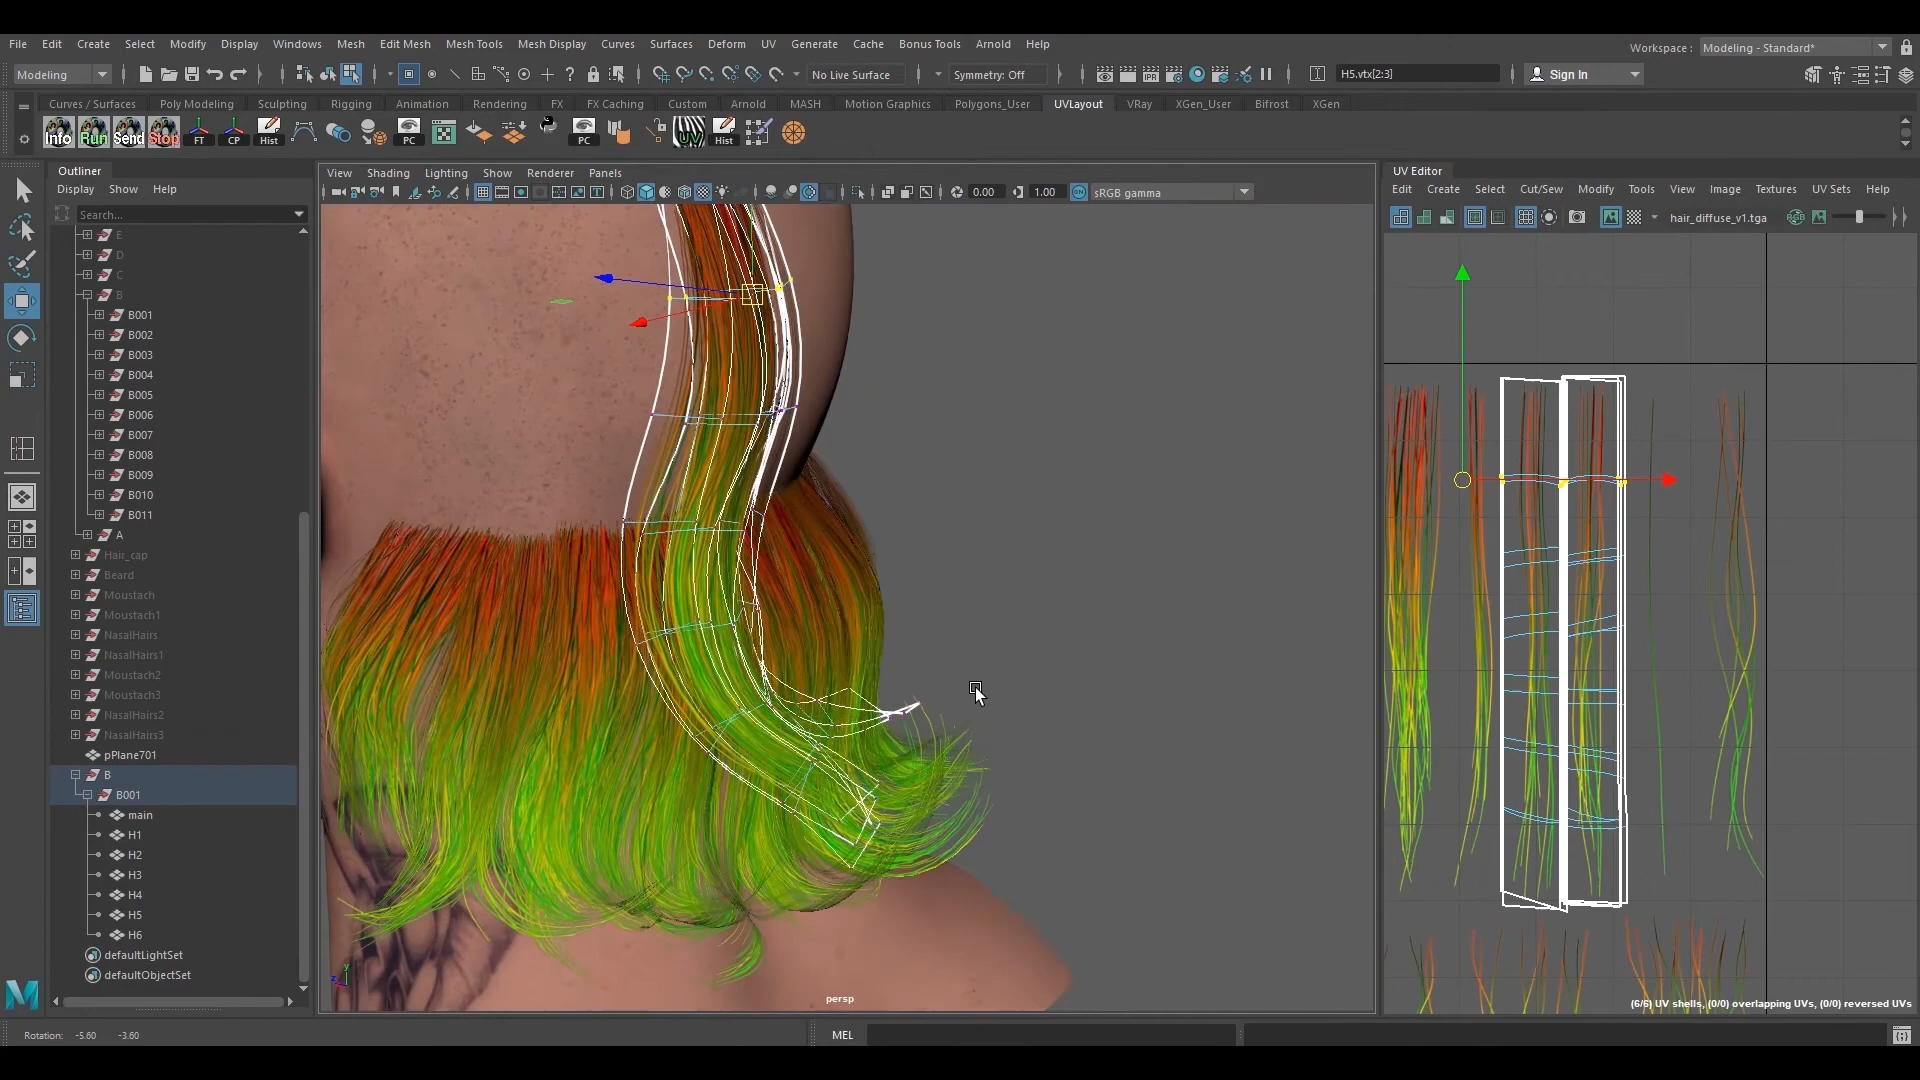 File Edit Create Select Modify Display Windows Mesh Edit Mesh Mesh Tools Mesh Display Curves Surfaces Deform UV Generate Cache Bonus Tools Arnold Help
Workspace : Modeling - Standard*
Modeling No Live Surface Symmetry: Off IPR H5.vtx[2:3] Sign In
Curves / Surfaces Poly Modeling Sculpting Rigging Animation Rendering FX FX Caching Custom Arnold MASH Motion Graphics Polygons_User UVLayout VRay XGen_User Bifrost XGen
Info Run Send Stop FT CP Hist PC PC UV Hist
Outliner
Display Show Help
Search...
E
D
C
B
B001
B002
B003
B004
B005
B006
B007
B008
B009
B010
B011
A
Hair_cap
Beard
Moustach
Moustach1
NasalHairs
NasalHairs1
Moustach2
Moustach3
NasalHairs2
NasalHairs3
pPlane701
B
B001
main
H1
H2
H3
H4
H5
H6
defaultLightSet
defaultObjectSet
View Shading Lighting Show Renderer Panels
0.00 1.00 sRGB gamma
persp
UV Editor
Edit Create Select Cut/Sew Modify Tools View Image Textures UV Sets Help
hair_diffuse_v1.tga
(6/6) UV shells, (0/0) overlapping UVs, (0/0) reversed UVs
Rotation: -5.60 -3.60
MEL